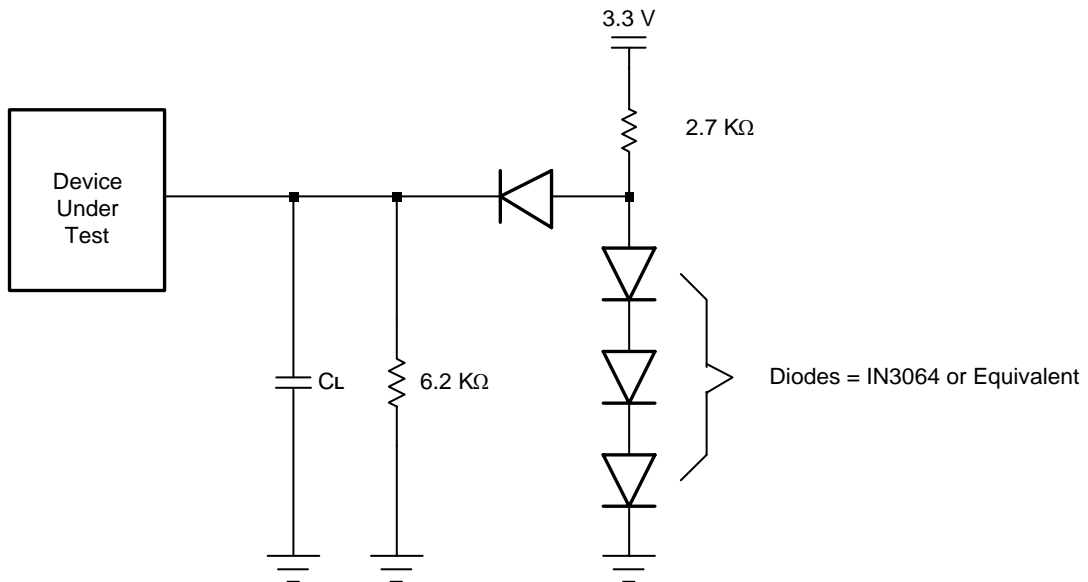 3.3 V
2.7 KΩ
Device
Under
Test
CL
6.2 KΩ
Diodes = IN3064 or Equivalent